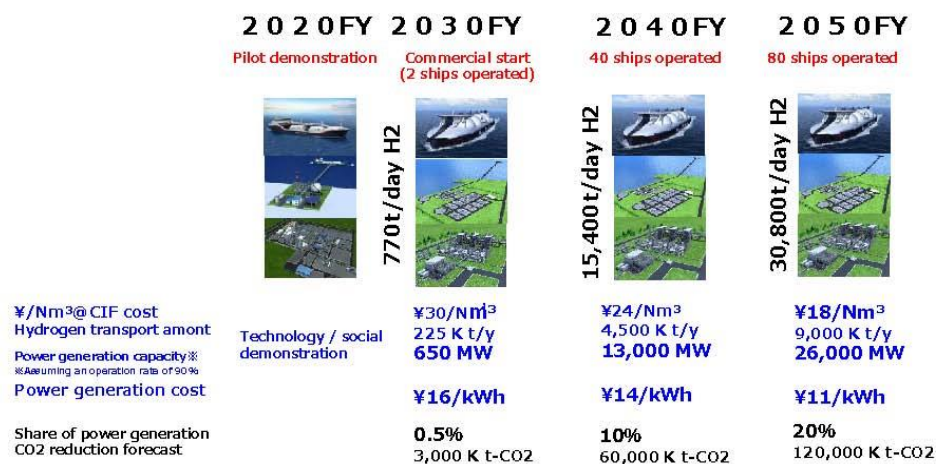 2020FY 2030FY 2040FY 2050FY
Pilot demonstration Commercial start 40 ships operated 80 ships operated
(2 ships operated)
770t/day H2
15,400t/day H2
30,800t/day H2
¥/Nm³@CIF cost ¥30/Nm³ ¥24/Nm³ ¥18/Nm³
Hydrogen transport amont 225 K t/y 4,500 K t/y 9,000 K t/y
Technology / social
demonstration
Power generation capacity※ 650 MW 13,000 MW 26,000 MW
※Assuming an operation rate of 90%
Power generation cost ¥16/kWh ¥14/kWh ¥11/kWh
Share of power generation 0.5% 10% 20%
CO2 reduction forecast 3,000 K t-CO2 60,000 K t-CO2 120,000 K t-CO2